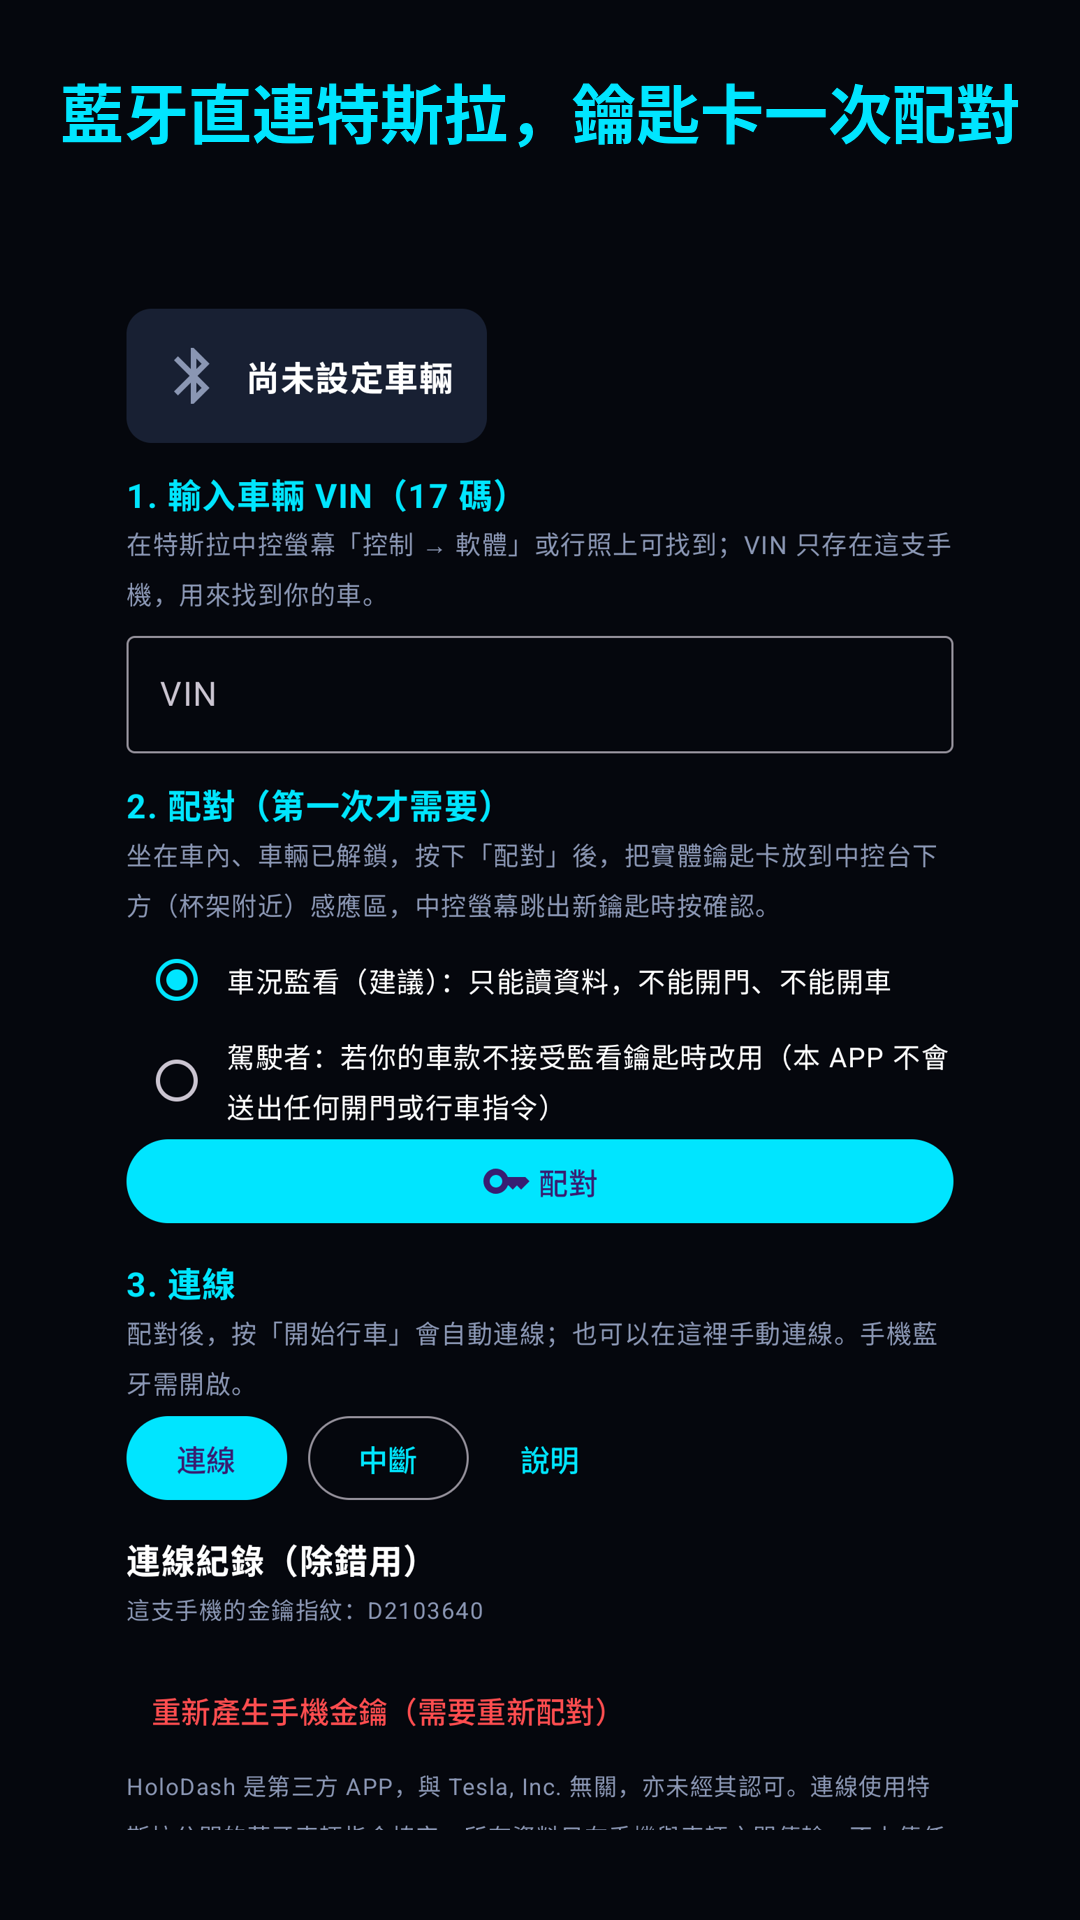 藍牙直連特斯拉，鑰匙卡一次配對
尚未設定車輛
1. 輸入車輛 VIN（17 碼）
在特斯拉中控螢幕「控制 → 軟體」或行照上可找到；VIN 只存在這支手
機，用來找到你的車。
VIN
2. 配對（第一次才需要）
坐在車內、車輛已解鎖，按下「配對」後，把實體鑰匙卡放到中控台下
方（杯架附近）感應區，中控螢幕跳出新鑰匙時按確認。
車況監看（建議）：只能讀資料，不能開門、不能開車
駕駛者：若你的車款不接受監看鑰匙時改用（本 APP 不會
送出任何開門或行車指令）
配對
3. 連線
配對後，按「開始行車」會自動連線；也可以在這裡手動連線。手機藍
牙需開啟。
連線
中斷
說明
連線紀錄（除錯用）
這支手機的金鑰指紋：D2103640
重新產生手機金鑰（需要重新配對）
HoloDash 是第三方 APP，與 Tesla, Inc. 無關，亦未經其認可。連線使用特